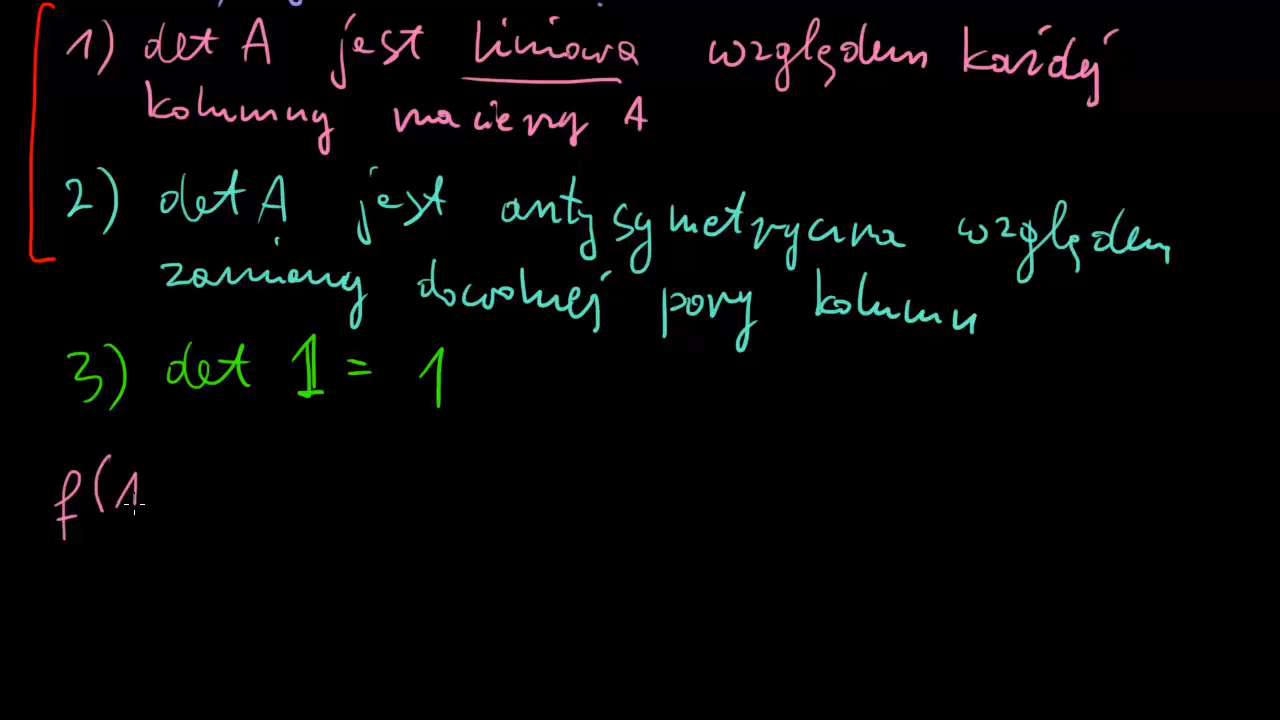 1) det A jest liniowa względem każdej
kolumny macierzy A
2) det A jest antysymetryczna względem
zamiany dowolnej pary kolumn
3) det 𝟙 = 1
f(1